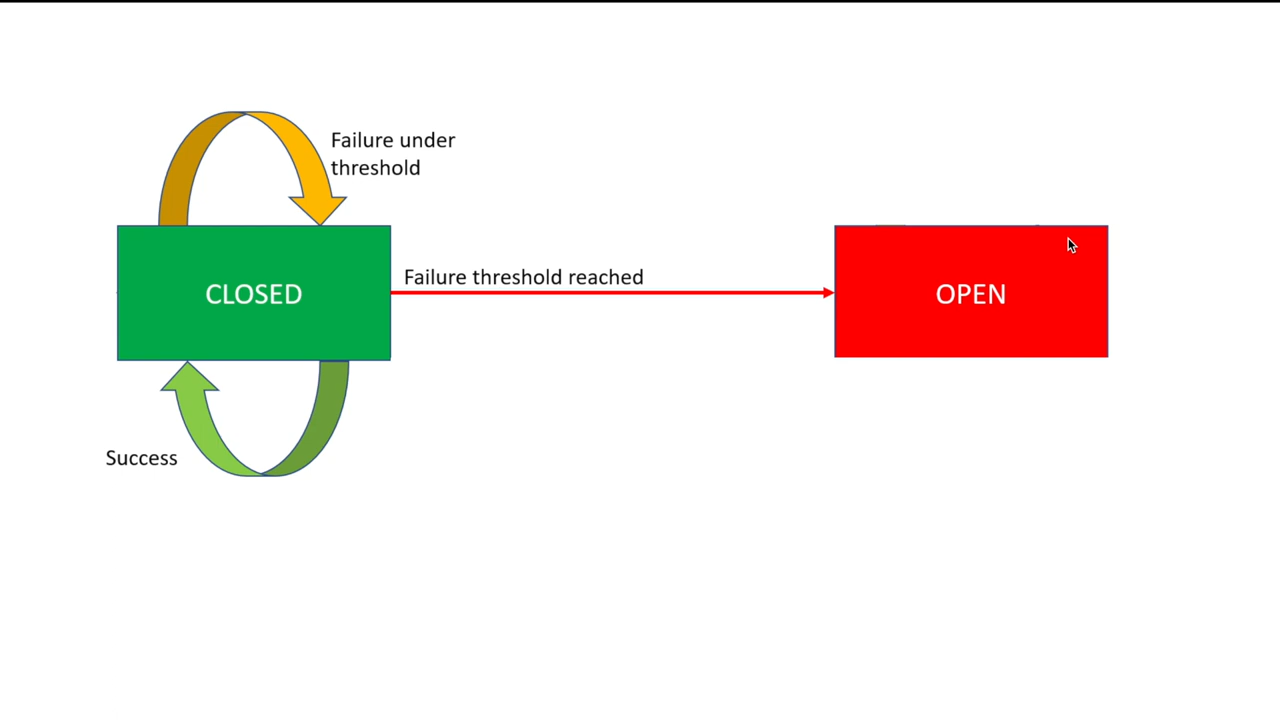 Failure under
threshold
CLOSED
Failure threshold reached
OPEN
Success